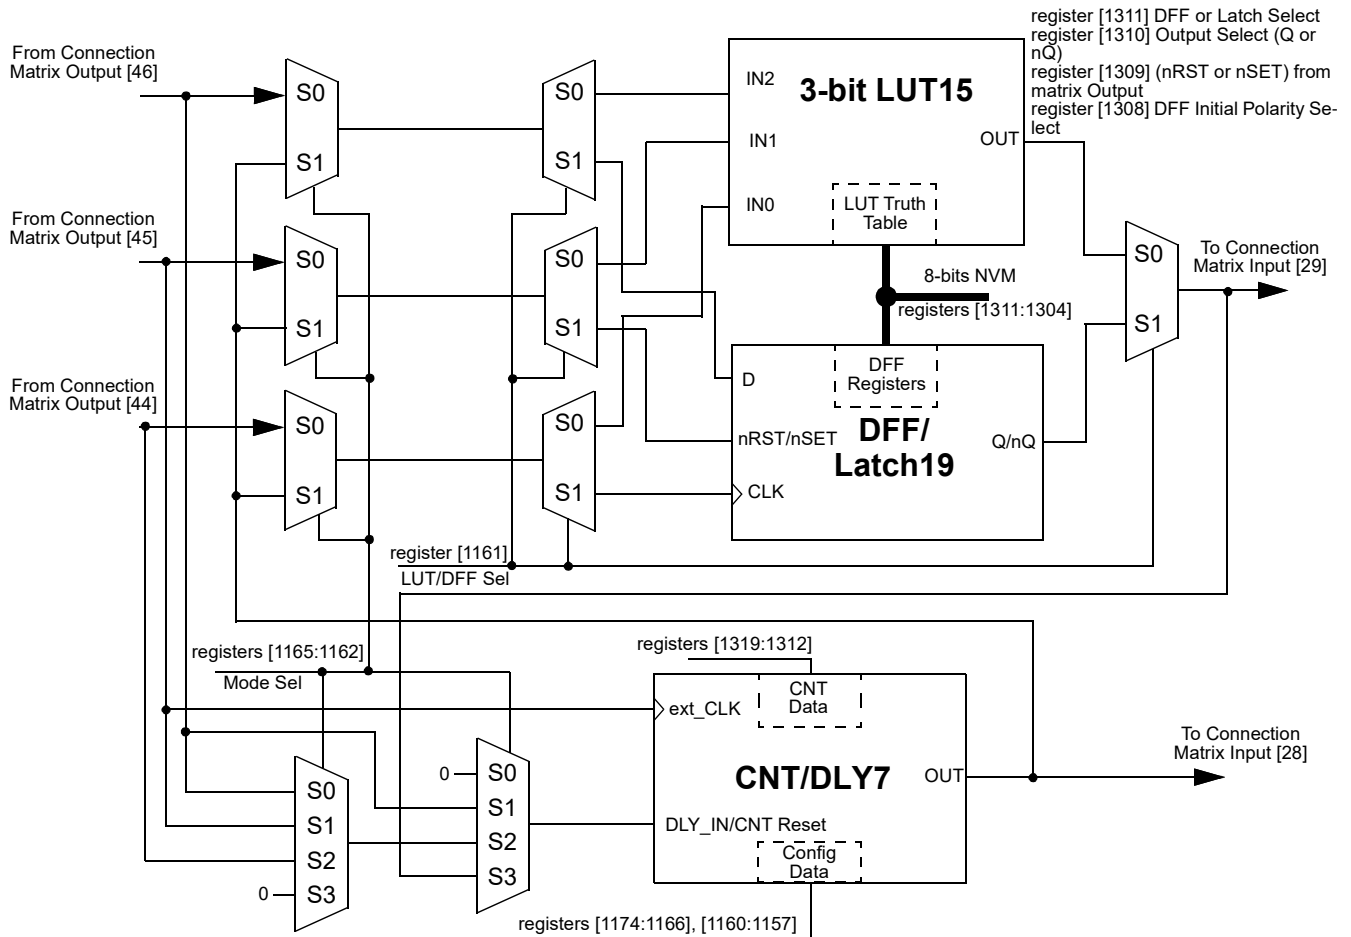 register [1311] DFF or Latch Select
register [1310] Output Select (Q or
nQ)
register [1309] (nRST or nSET) from
matrix Output
register [1308] DFF Initial Polarity Se-
lect
From Connection
Matrix Output [46]
S0
S1
S0
S1
IN2
3-bit LUT15
IN1
OUT
IN0
LUT Truth
Table
From Connection
Matrix Output [45]
S0
S1
S0
S1
8-bits NVM
registers [1311:1304]
S0
S1
To Connection
Matrix Input [29]
From Connection
Matrix Output [44]
S0
S1
S0
S1
D
DFF
Registers
nRST/nSET
DFF/
Latch19
Q/nQ
CLK
register [1161]
LUT/DFF Sel
registers [1165:1162]
Mode Sel
registers [1319:1312]
ext_CLK
CNT
Data
CNT/DLY7
OUT
To Connection
Matrix Input [28]
0
S0
S1
S2
S3
S0
S1
S2
0
S3
DLY_IN/CNT Reset
Config
Data
registers [1174:1166], [1160:1157]